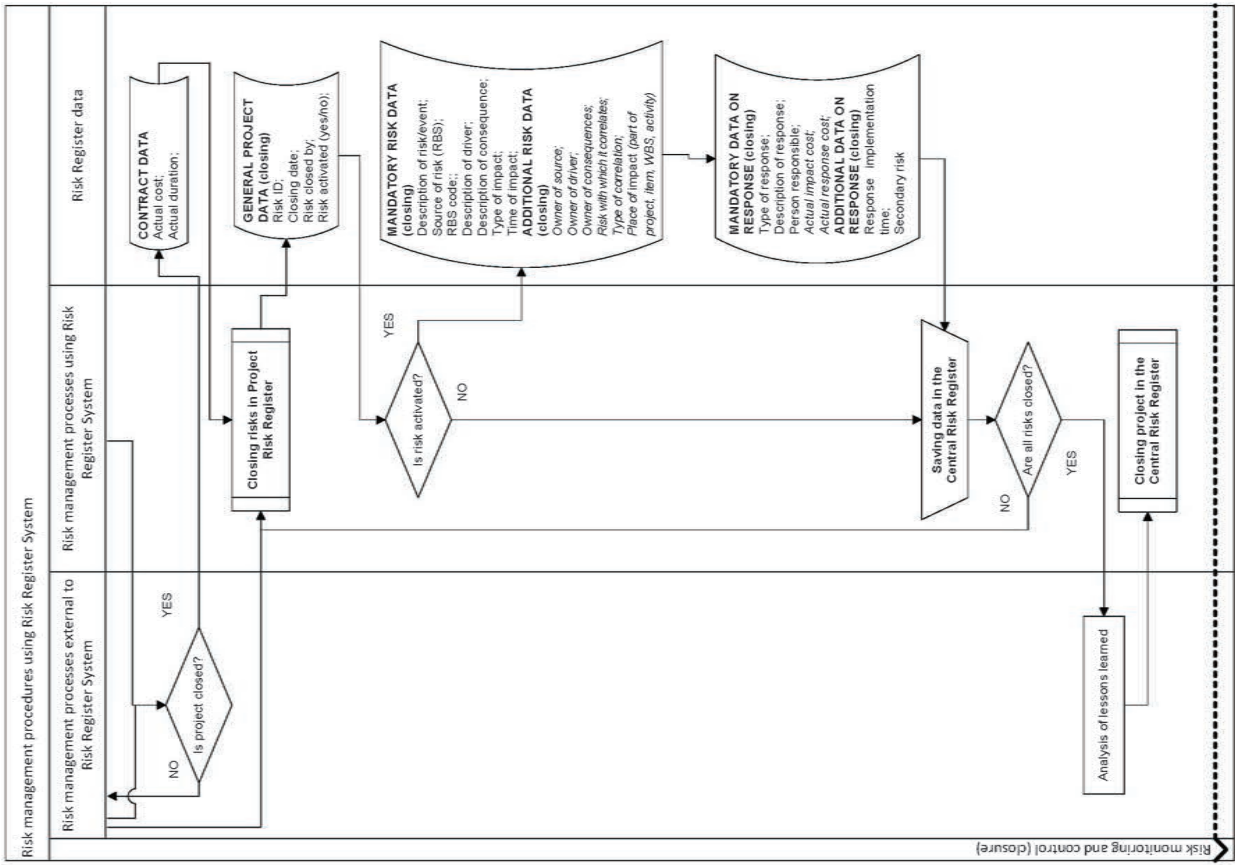 Risk management procedures using Risk Register System
Risk management processes external to
Risk Register System
Risk management processes using Risk
Register System
Risk Register data
Risk monitoring and control (closure)
Is project closed?
NO
YES
CONTRACT DATA
Actual cost;
Actual duration;
Closing risks in Project
Risk Register
GENERAL PROJECT
DATA (closing)
Risk ID;
Closing date;
Risk closed by;
Risk activated (yes/no);
Is risk activated?
YES
NO
MANDATORY RISK DATA
(closing)
Description of risk/event;
Source of risk (RBS);
RBS code:;
Description of driver;
Description of consequence;
Type of impact;
Time of impact;
ADDITIONAL RISK DATA
(closing)
Owner of source;
Owner of driver;
Owner of consequences;
Risk with which it correlates;
Type of correlation;
Place of impact (part of
project, item, WBS, activity)
MANDATORY DATA ON
RESPONSE (closing)
Type of response;
Description of response;
Person responsible;
Actual impact cost;
Actual response cost;
ADDITIONAL DATA ON
RESPONSE (closing)
Response implementation
time;
Secondary risk
Saving data in the
Central Risk Register
Are all risks closed?
NO
YES
Analysis of lessons learned
Closing project in the
Central Risk Register